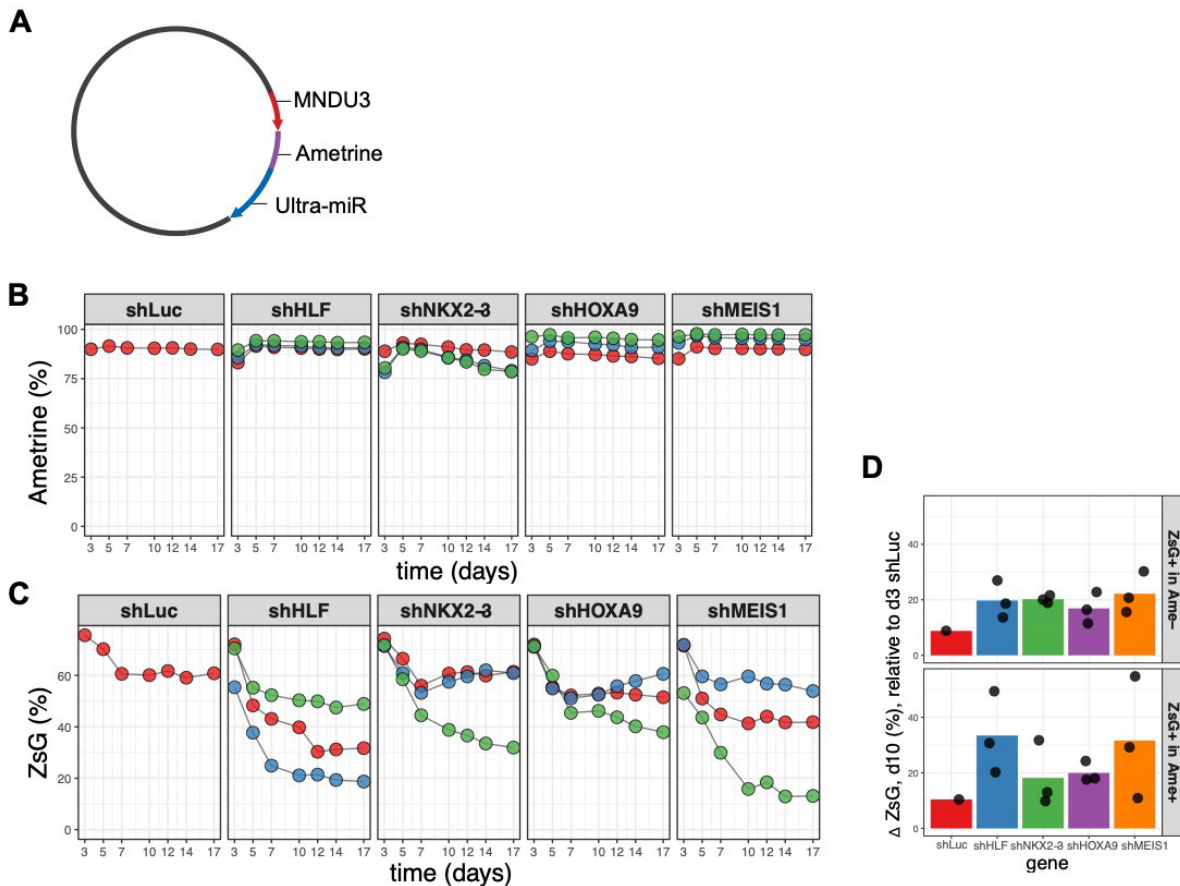 A
MNDU3
Ametrine
Ultra-miR
B
shLuc shHLF shNKX2-3 shHOXA9 shMEIS1
Ametrine (%)
100
75
50
25
0
3 5 7 10 12 14 17 3 5 7 10 12 14 17 3 5 7 10 12 14 17 3 5 7 10 12 14 17 3 5 7 10 12 14 17
time (days)
C
shLuc shHLF shNKX2-3 shHOXA9 shMEIS1
ZsG (%)
60
40
20
0
3 5 7 10 12 14 17 3 5 7 10 12 14 17 3 5 7 10 12 14 17 3 5 7 10 12 14 17 3 5 7 10 12 14 17
time (days)
D
Δ ZsG, d10 (%), relative to d3 shLuc
40
20
0
ZsG+ in Ame–
40
20
0
ZsG+ in Ame+
shLuc shHLF shNKX2-3 shHOXA9 shMEIS1
gene